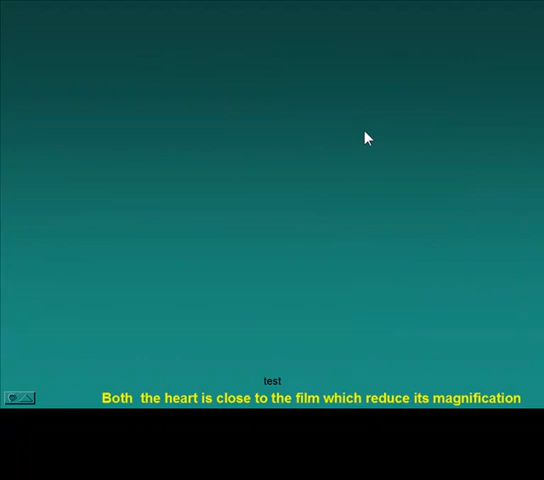 test
Both the heart is close to the film which reduce its magnification